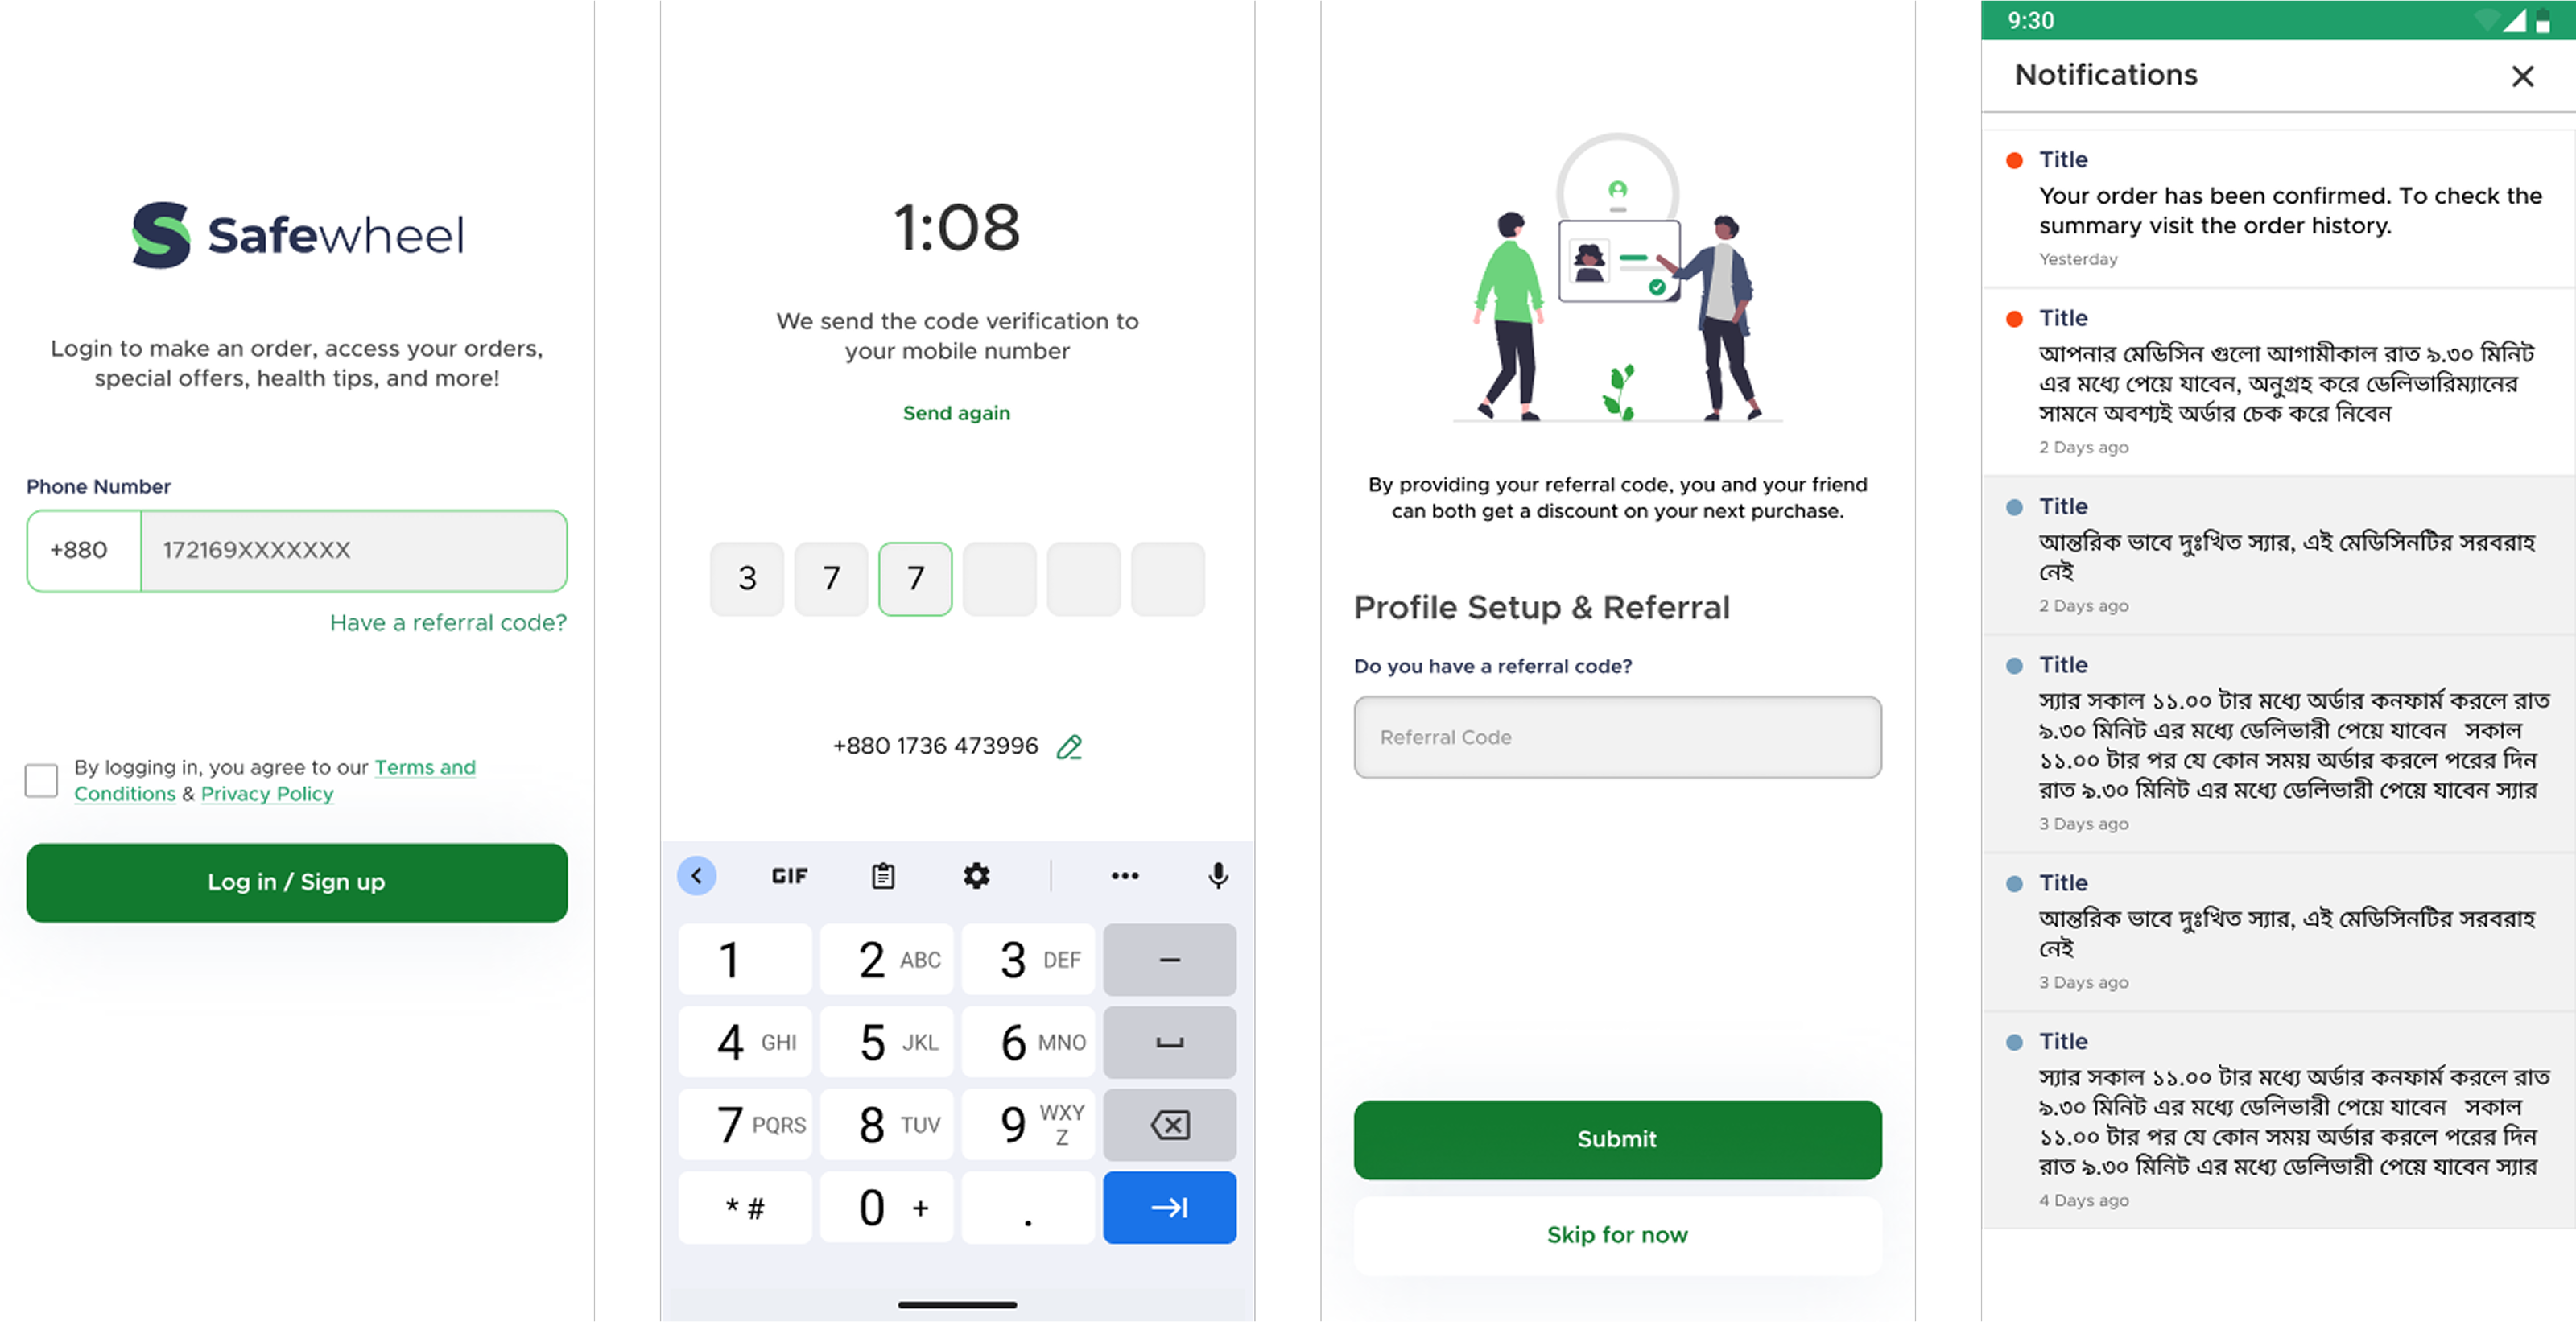 Safewheel
Login to make an order, access your orders,
special offers, health tips, and more!
Phone Number
+880 172169XXXXXXX
Have a referral code?
By logging in, you agree to our Terms and
Conditions & Privacy Policy
Log in / Sign up
1:08
We send the code verification to
your mobile number
Send again
3 7 7
+880 1736 473996
GIF
1 2 ABC 3 DEF –
4 GHI 5 JKL 6 MNO
7 PQRS 8 TUV 9 WXY
Z
* # 0 + .
By providing your referral code, you and your friend
can both get a discount on your next purchase.
Profile Setup & Referral
Do you have a referral code?
Referral Code
Submit
Skip for now
9:30
Notifications
Title
Your order has been confirmed. To check the
summary visit the order history.
Yesterday
Title
আপনার মেডিসিন গুলো আগামীকাল রাত ৯.৩০ মিনিট
এর মধ্যে পেয়ে যাবেন, অনুগ্রহ করে ডেলিভারিম্যানের
সামনে অবশ্যই অর্ডার চেক করে নিবেন
2 Days ago
Title
আন্তরিক ভাবে দুঃখিত স্যার, এই মেডিসিনটির সরবরাহ
নেই
2 Days ago
Title
স্যার সকাল ১১.০০ টার মধ্যে অর্ডার কনফার্ম করলে রাত
৯.৩০ মিনিট এর মধ্যে ডেলিভারী পেয়ে যাবেন সকাল
১১.০০ টার পর যে কোন সময় অর্ডার করলে পরের দিন
রাত ৯.৩০ মিনিট এর মধ্যে ডেলিভারী পেয়ে যাবেন স্যার
3 Days ago
Title
আন্তরিক ভাবে দুঃখিত স্যার, এই মেডিসিনটির সরবরাহ
নেই
3 Days ago
Title
স্যার সকাল ১১.০০ টার মধ্যে অর্ডার কনফার্ম করলে রাত
৯.৩০ মিনিট এর মধ্যে ডেলিভারী পেয়ে যাবেন সকাল
১১.০০ টার পর যে কোন সময় অর্ডার করলে পরের দিন
রাত ৯.৩০ মিনিট এর মধ্যে ডেলিভারী পেয়ে যাবেন স্যার
4 Days ago